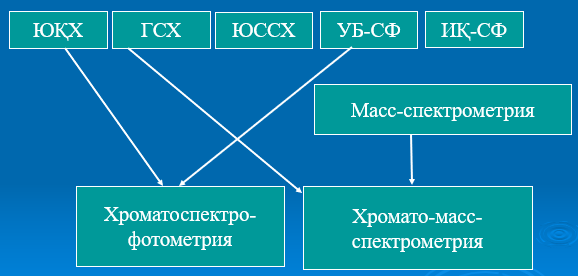 ЮҚХ
ГСХ
ЮССХ
УБ-СФ
ИҚ-СФ
Масс-спектрометрия
Хроматоспектро-
фотометрия
Хромато-масс-
спектрометрия